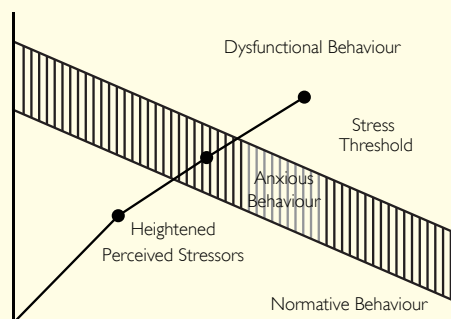 Dysfunctional Behaviour
Stress
Threshold
Anxious
Behaviour
Heightened
Perceived Stressors
Normative Behaviour